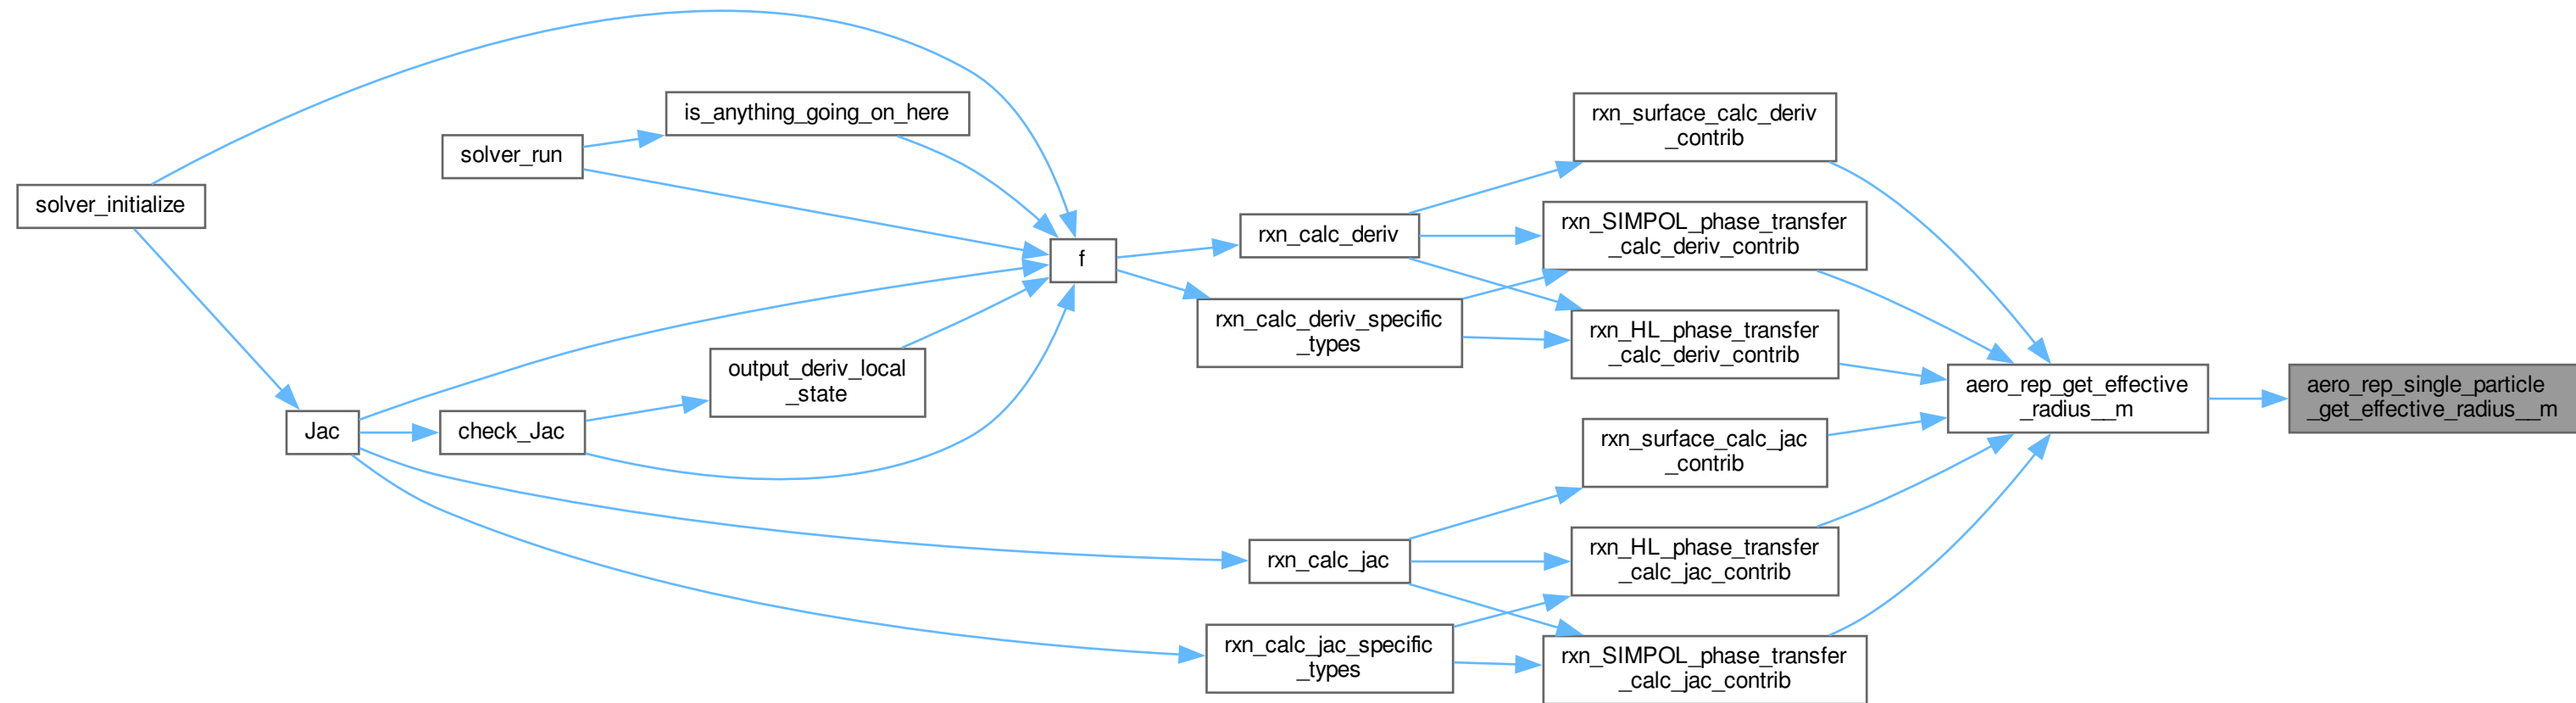 solver_initialize
solver_run
is_anything_going_on_here
Jac
check_Jac
output_deriv_local
_state
f
rxn_calc_deriv
rxn_calc_deriv_specific
_types
rxn_calc_jac
rxn_calc_jac_specific
_types
rxn_surface_calc_deriv
_contrib
rxn_SIMPOL_phase_transfer
_calc_deriv_contrib
rxn_HL_phase_transfer
_calc_deriv_contrib
rxn_surface_calc_jac
_contrib
rxn_HL_phase_transfer
_calc_jac_contrib
rxn_SIMPOL_phase_transfer
_calc_jac_contrib
aero_rep_get_effective
_radius__m
aero_rep_single_particle
_get_effective_radius__m